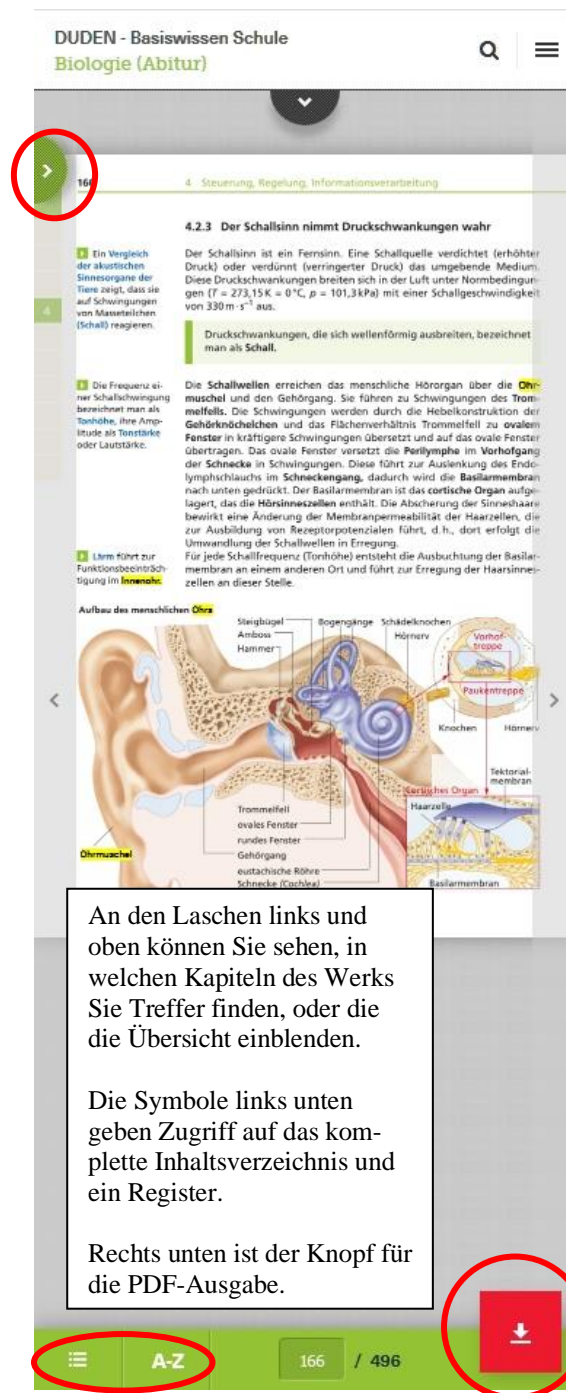 DUDEN - Basiswissen Schule
Biologie (Abitur)
166
4 Steuerung, Regelung, Informationsverarbeitung
4.2.3 Der Schallsinn nimmt Druckschwankungen wahr
Ein Vergleich
der akustischen
Sinnesorgane der
Tiere zeigt, dass sie
auf Schwingungen
von Masseteilchen
(Schall) reagieren.
Der Schallsinn ist ein Fernsinn. Eine Schallquelle verdichtet (erhöhter
Druck) oder verdünnt (verringerter Druck) das umgebende Medium.
Diese Druckschwankungen breiten sich in der Luft unter Normbedingun-
gen (T = 273,15 K = 0 °C, p = 101,3 kPa) mit einer Schallgeschwindigkeit
von 330 m · s⁻¹ aus.
4
Druckschwankungen, die sich wellenförmig ausbreiten, bezeichnet
man als Schall.
Die Frequenz ei-
ner Schallschwingung
bezeichnet man als
Tonhöhe, ihre Amp-
litude als Tonstärke
oder Lautstärke.
Die Schallwellen erreichen das menschliche Hörorgan über die Ohr-
muschel und den Gehörgang. Sie führen zu Schwingungen des Trom-
melfells. Die Schwingungen werden durch die Hebelkonstruktion der
Gehörknöchelchen und das Flächenverhältnis Trommelfell zu ovalem
Fenster in kräftigere Schwingungen übersetzt und auf das ovale Fenster
übertragen. Das ovale Fenster versetzt die Perilymphe im Vorhofgang
der Schnecke in Schwingungen. Diese führt zur Auslenkung des Endo-
lymphschlauchs im Schneckengang, dadurch wird die Basilarmembran
nach unten gedrückt. Der Basilarmembran ist das cortische Organ aufge-
lagert, das die Hörsinneszellen enthält. Die Abscherung der Sinneshaare
bewirkt eine Änderung der Membranpermeabilität der Haarzellen, die
zur Ausbildung von Rezeptorpotenzialen führt, d. h., dort erfolgt die
Umwandlung der Schallwellen in Erregung.
Für jede Schallfrequenz (Tonhöhe) entsteht die Ausbuchtung der Basilar-
membran an einem anderen Ort und führt zur Erregung der Haarsinnes-
zellen an dieser Stelle.
Lärm führt zur
Funktionsbeeinträch-
tigung im Innenohr.
Aufbau des menschlichen Ohrs
Steigbügel
Amboss
Hammer
Bogengänge
Schädelknochen
Hörnerv
Vorhof-
treppe
Paukentreppe
Knochen
Hörnerv
Tektorial-
membran
Cortisches Organ
Haarzelle
Basilarmembran
Trommelfell
ovales Fenster
rundes Fenster
Gehörgang
eustachische Röhre
Schnecke (Cochlea)
Ohrmuschel
An den Laschen links und
oben können Sie sehen, in
welchen Kapiteln des Werks
Sie Treffer finden, oder die
die Übersicht einblenden.
Die Symbole links unten
geben Zugriff auf das kom-
plette Inhaltsverzeichnis und
ein Register.
Rechts unten ist der Knopf für
die PDF-Ausgabe.
A-Z
166 / 496